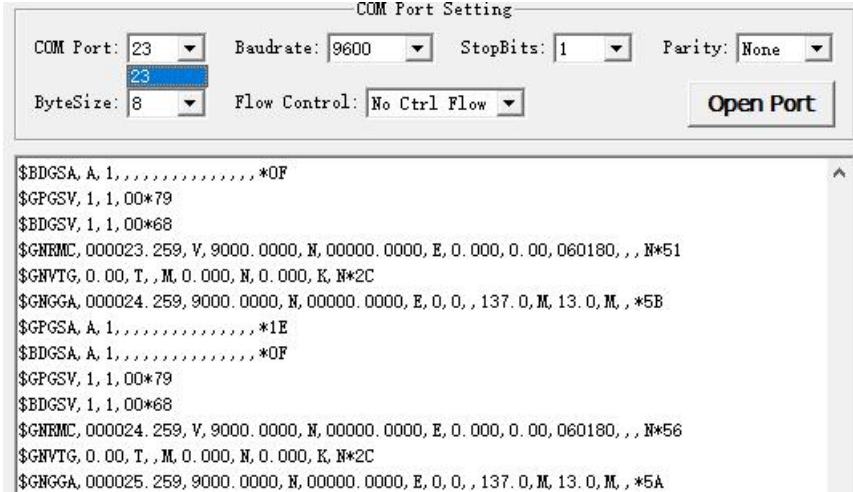 COM Port Setting
COM Port: 23 Baudrate: 9600 StopBits: 1 Parity: None
23
ByteSize: 8 Flow Control: No Ctrl Flow Open Port
$BDGSA, A, 1, , , , , , , , , , , , , , , *0F
$GPGSV, 1, 1, 00*79
$BDGSV, 1, 1, 00*68
$GNRMC, 000023.259, V, 9000.0000, N, 00000.0000, E, 0.000, 0.00, 060180, , , N*51
$GNVTG, 0.00, T, , M, 0.000, N, 0.000, K, N*2C
$GNGGA, 000024.259, 9000.0000, N, 00000.0000, E, 0, 0, , 137.0, M, 13.0, M, , *5B
$GPGSA, A, 1, , , , , , , , , , , , , , , *1E
$BDGSA, A, 1, , , , , , , , , , , , , , , *0F
$GPGSV, 1, 1, 00*79
$BDGSV, 1, 1, 00*68
$GNRMC, 000024.259, V, 9000.0000, N, 00000.0000, E, 0.000, 0.00, 060180, , , N*56
$GNVTG, 0.00, T, , M, 0.000, N, 0.000, K, N*2C
$GNGGA, 000025.259, 9000.0000, N, 00000.0000, E, 0, 0, , 137.0, M, 13.0, M, , *5A